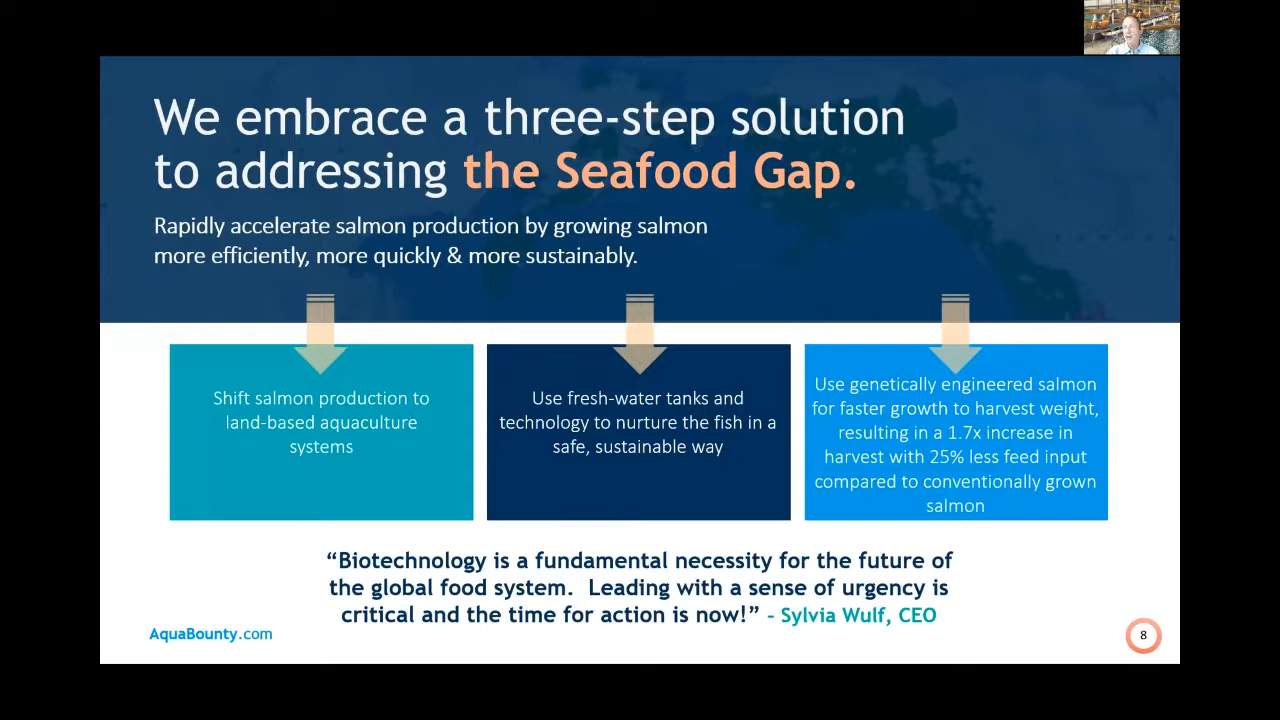 We embrace a three-step solution
to addressing the Seafood Gap.
Rapidly accelerate salmon production by growing salmon
more efficiently, more quickly & more sustainably.
Shift salmon production to
land-based aquaculture
systems
Use fresh-water tanks and
technology to nurture the fish in a
safe, sustainable way
Use genetically engineered salmon
for faster growth to harvest weight,
resulting in a 1.7x increase in
harvest with 25% less feed input
compared to conventionally grown
salmon
“Biotechnology is a fundamental necessity for the future of
the global food system.  Leading with a sense of urgency is
critical and the time for action is now!” – Sylvia Wulf, CEO
AquaBounty.com
8